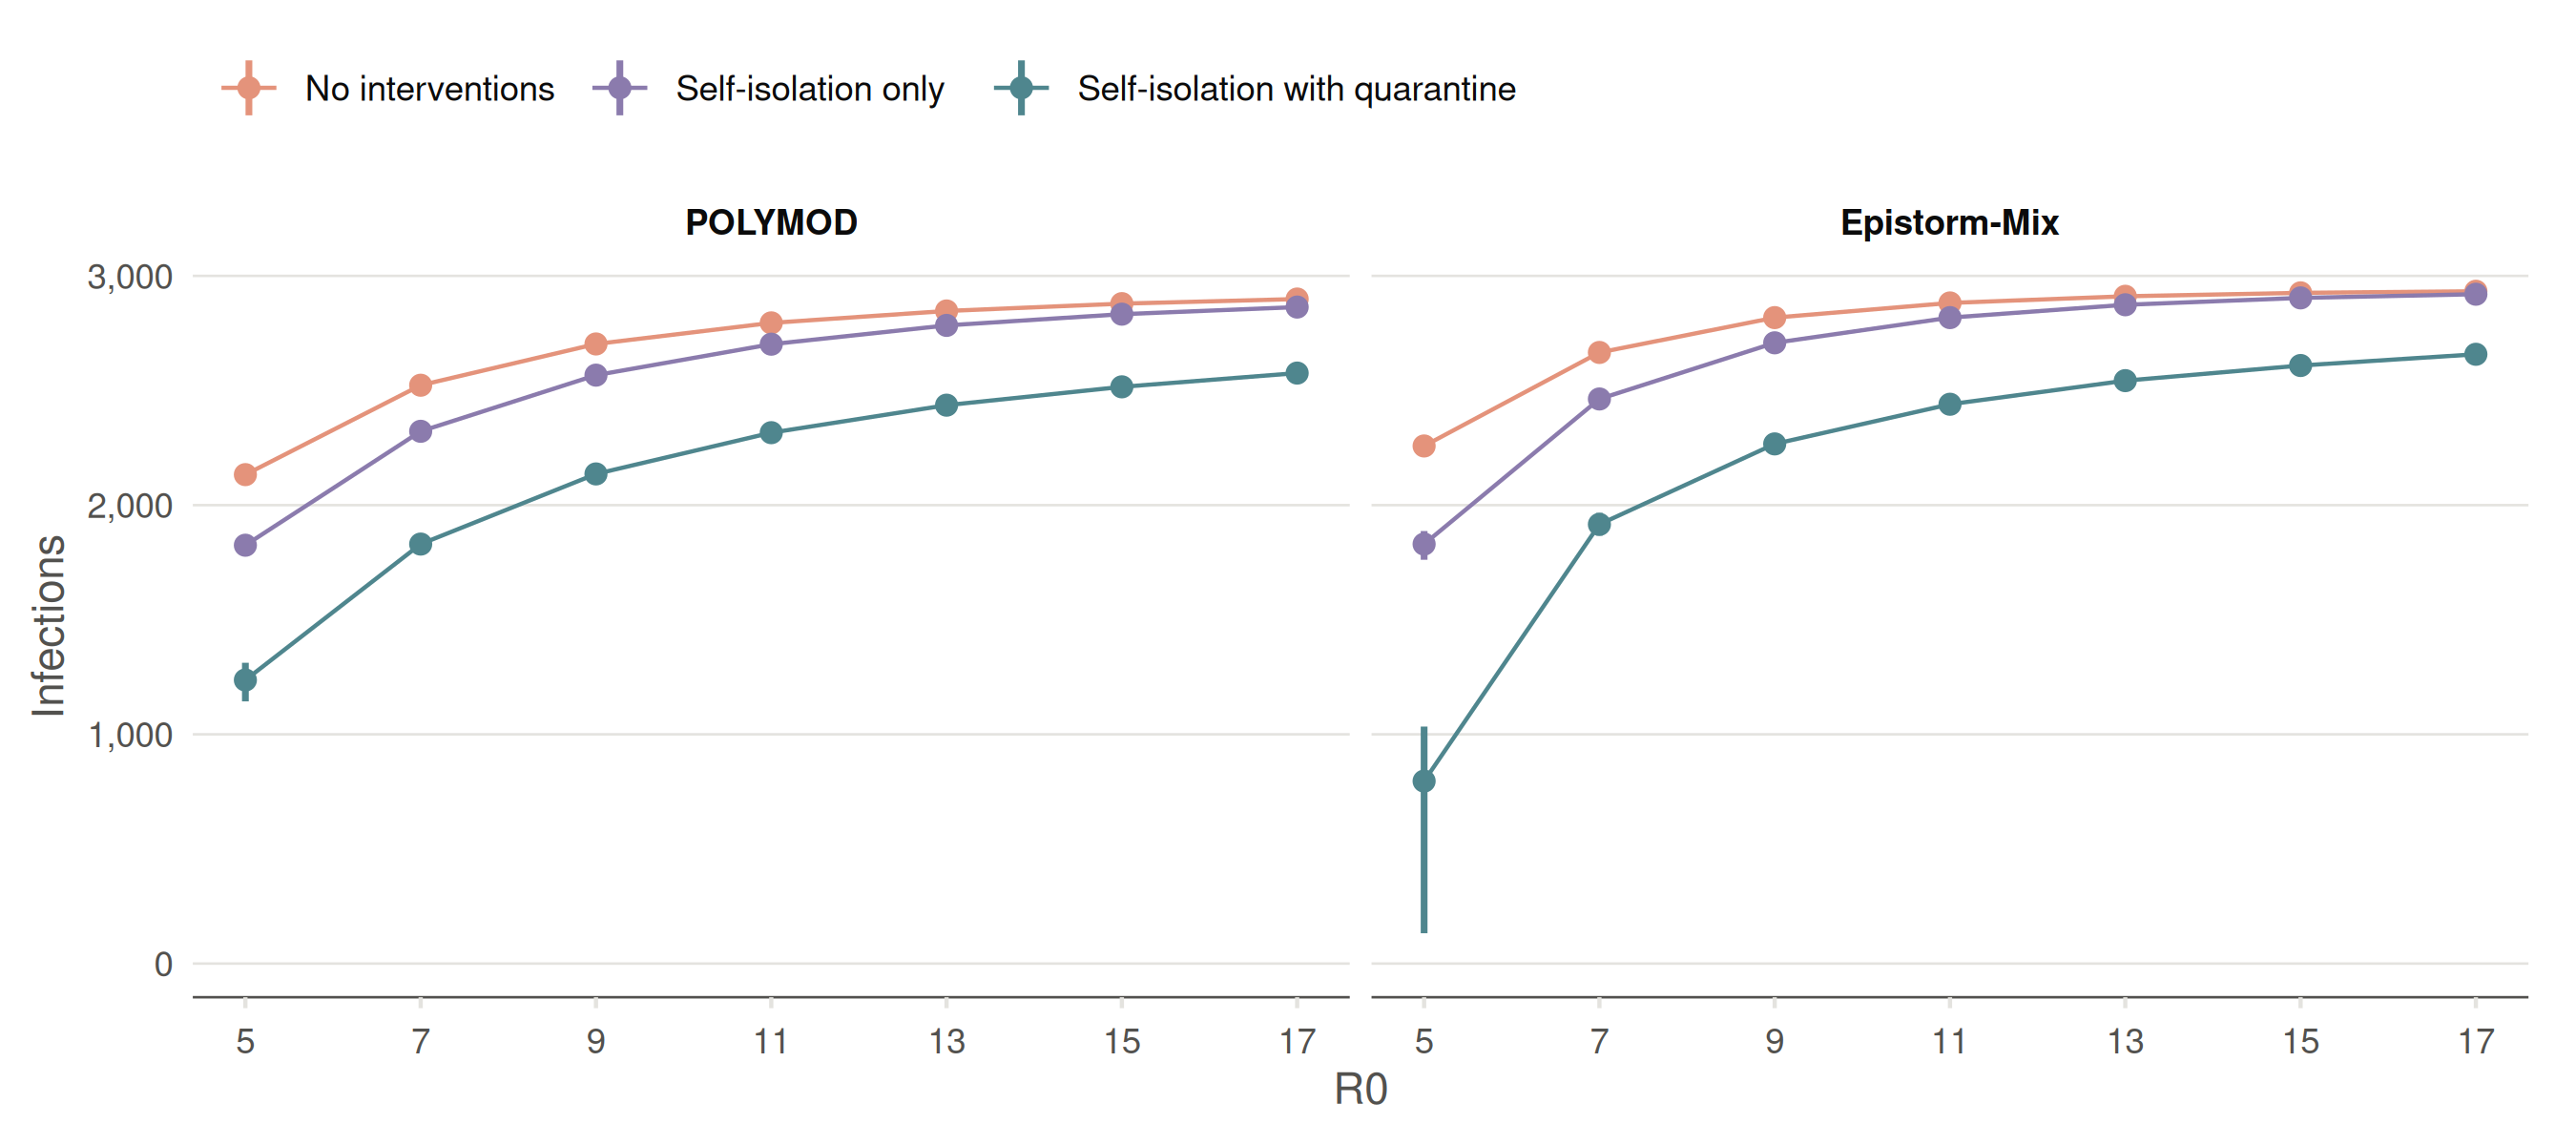 No interventions Self-isolation only Self-isolation with quarantine
POLYMOD Epistorm-Mix
3,000
2,000
1,000
0
Infections
5 7 9 11 13 15 17 5 7 9 11 13 15 17
R0